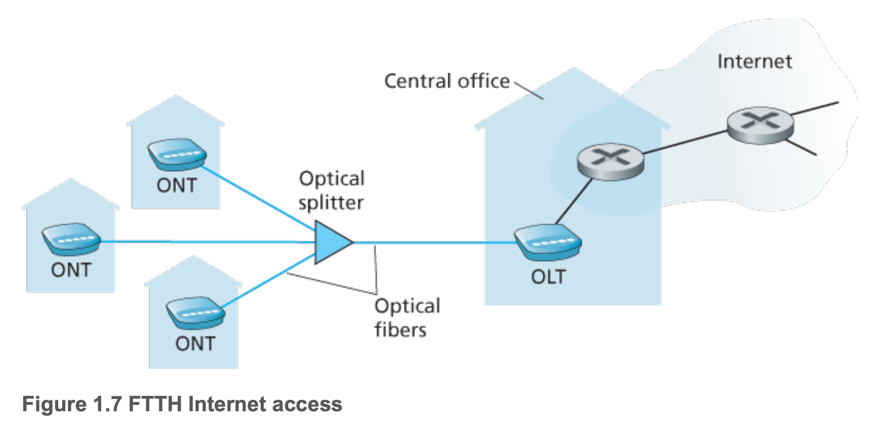 Internet
Central office
ONT
Optical
splitter
ONT
OLT
ONT
Optical
fibers
Figure 1.7 FTTH Internet access